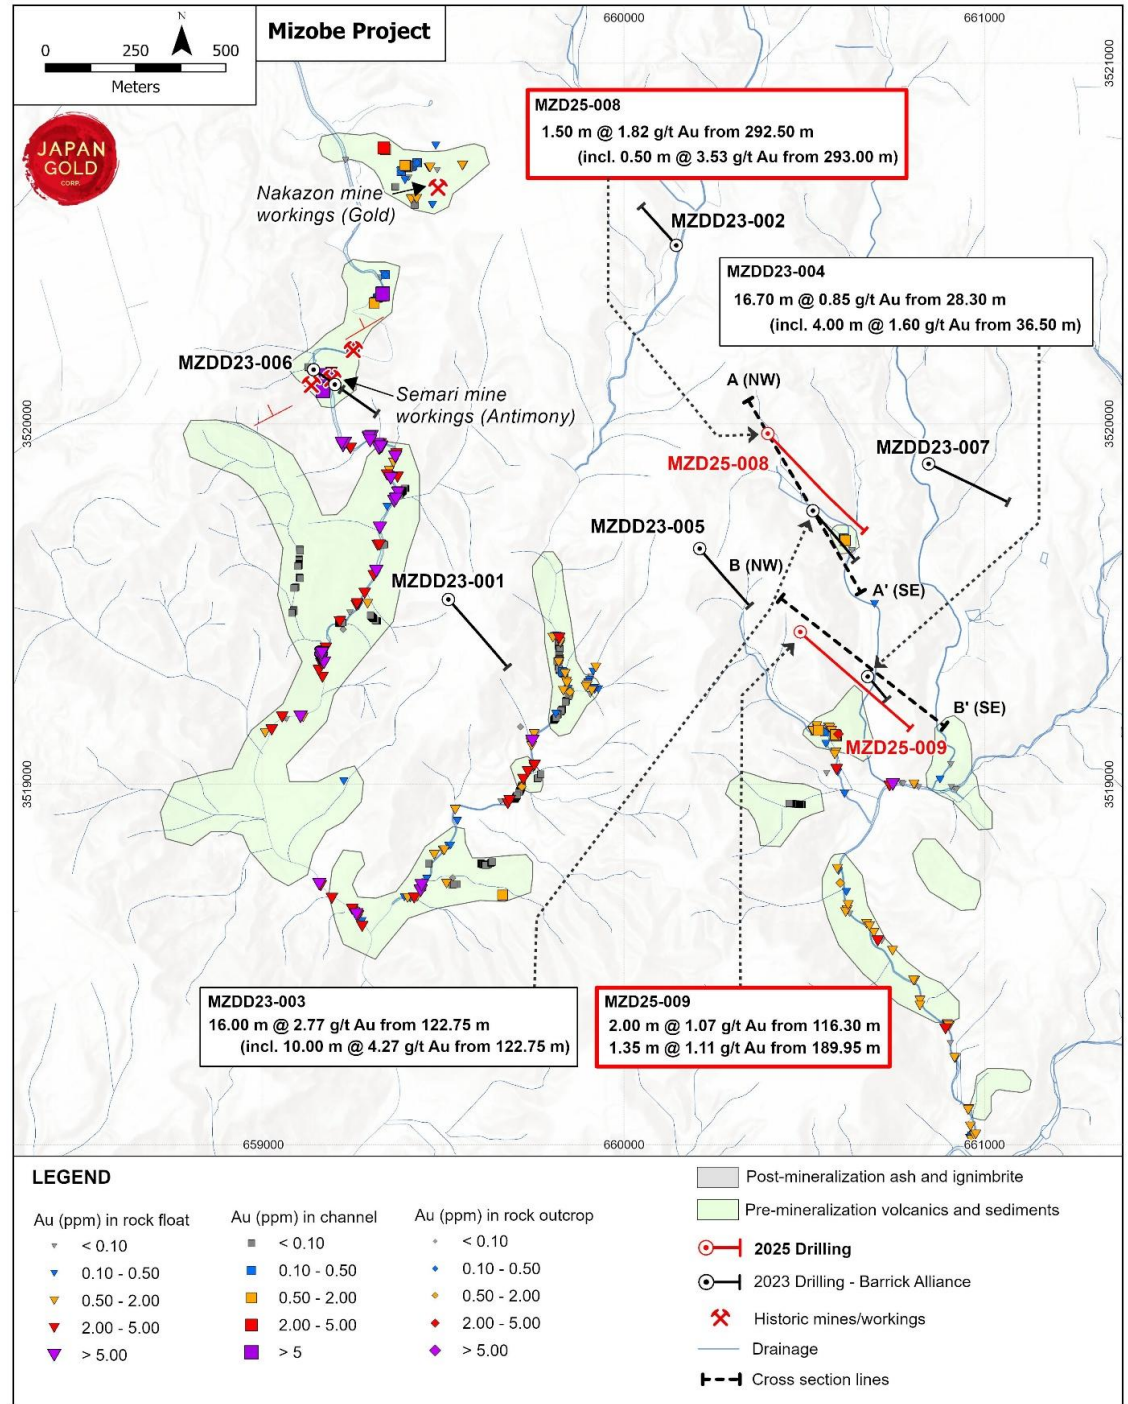 N
0 250 500
Meters
Mizobe Project
JAPAN
GOLD
CORP.
660000
661000
3521000
MZD25-008
1.50 m @ 1.82 g/t Au from 292.50 m
(incl. 0.50 m @ 3.53 g/t Au from 293.00 m)
Nakazon mine
workings (Gold)
MZDD23-002
MZDD23-004
16.70 m @ 0.85 g/t Au from 28.30 m
(incl. 4.00 m @ 1.60 g/t Au from 36.50 m)
MZDD23-006
Semari mine
workings (Antimony)
A (NW)
3520000
3520000
MZD25-008
MZDD23-007
MZDD23-005
B (NW)
MZDD23-001
A' (SE)
B' (SE)
MZD25-009
3519000
3519000
MZDD23-003
16.00 m @ 2.77 g/t Au from 122.75 m
(incl. 10.00 m @ 4.27 g/t Au from 122.75 m)
MZD25-009
2.00 m @ 1.07 g/t Au from 116.30 m
1.35 m @ 1.11 g/t Au from 189.95 m
659000
660000
661000
LEGEND
Au (ppm) in rock float
< 0.10
0.10 - 0.50
0.50 - 2.00
2.00 - 5.00
> 5.00
Au (ppm) in channel
< 0.10
0.10 - 0.50
0.50 - 2.00
2.00 - 5.00
> 5
Au (ppm) in rock outcrop
< 0.10
0.10 - 0.50
0.50 - 2.00
2.00 - 5.00
> 5.00
Post-mineralization ash and ignimbrite
Pre-mineralization volcanics and sediments
2025 Drilling
2023 Drilling - Barrick Alliance
Historic mines/workings
Drainage
Cross section lines